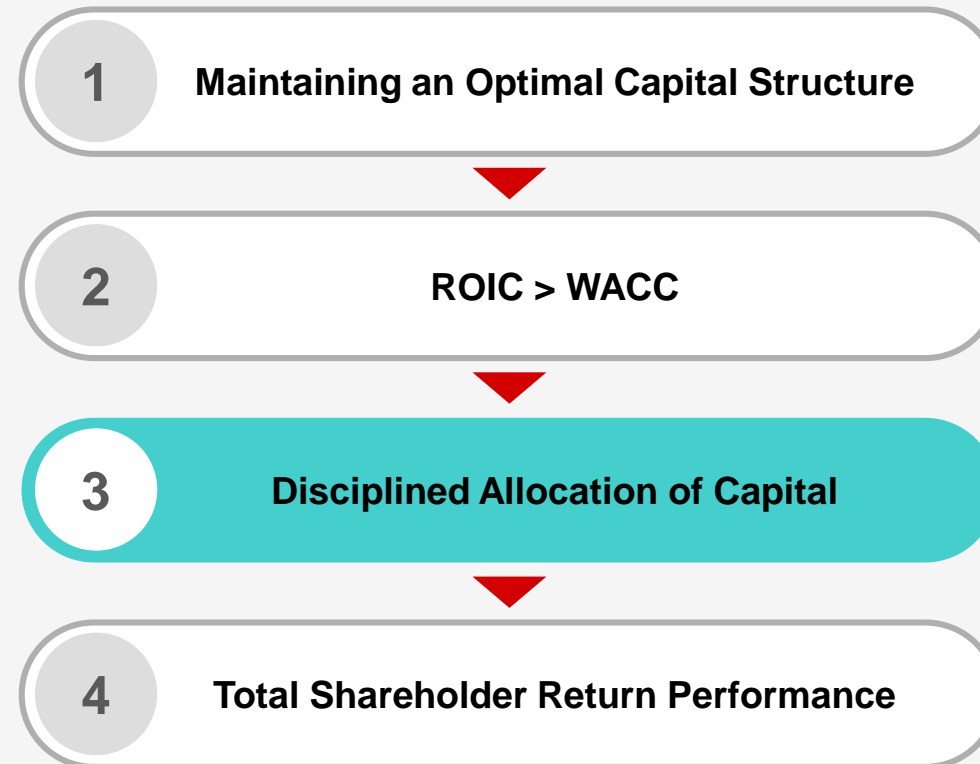 1 Maintaining an Optimal Capital Structure
2 ROIC > WACC
3 Disciplined Allocation of Capital
4 Total Shareholder Return Performance